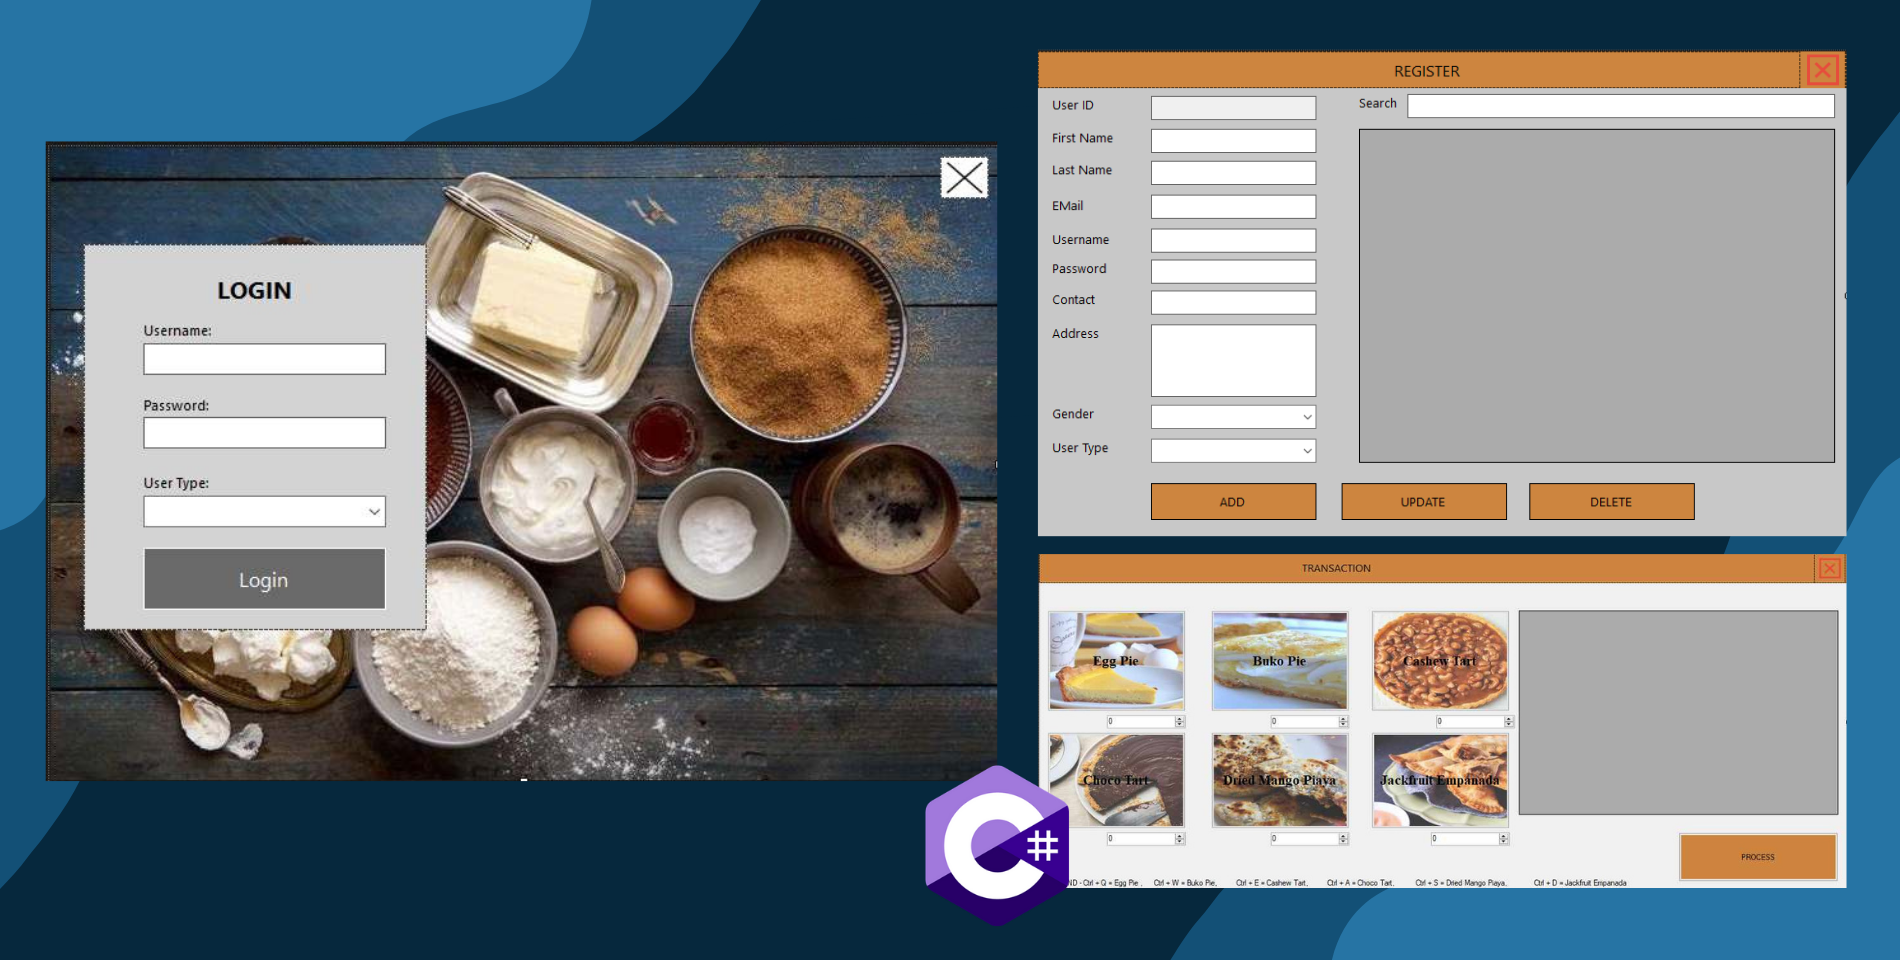 LOGIN
Username:
Password:
User Type:
Login
REGISTER
User ID
First Name
Last Name
EMail
Username
Password
Contact
Address
Gender
User Type
Search
ADD UPDATE DELETE
TRANSACTION
Egg Pie Buko Pie Cashew Tart
0 0 0
Choco Tart Dried Mango Piaya Jackfruit Empanada
0 0 0
PROCESS
ND - Ctrl + Q = Egg Pie , Ctrl + W = Buko Pie, Ctrl + E = Cashew Tart, Ctrl + A = Choco Tart, Ctrl + S = Dried Mango Piaya, Ctrl + D = Jackfruit Empanada
C#